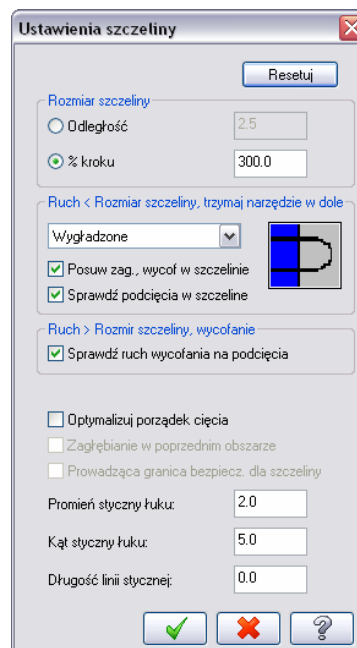 Ustawienia szczeliny
Resetuj
Rozmiar szczeliny
Odległość
2.5
% kroku
300.0
Ruch < Rozmiar szczeliny, trzymaj narzędzie w dole
Wygładzone
Posuw zag., wycof w szczelinie
Sprawdź podcięcia w szczeline
Ruch > Rozmir szczeliny, wycofanie
Sprawdź ruch wycofania na podcięcia
Optymalizuj porządek cięcia
Zagłębianie w poprzednim obszarze
Prowadząca granica bezpiecz. dla szczeliny
Promień styczny łuku:
2.0
Kąt styczny łuku:
5.0
Długość linii stycznej:
0.0